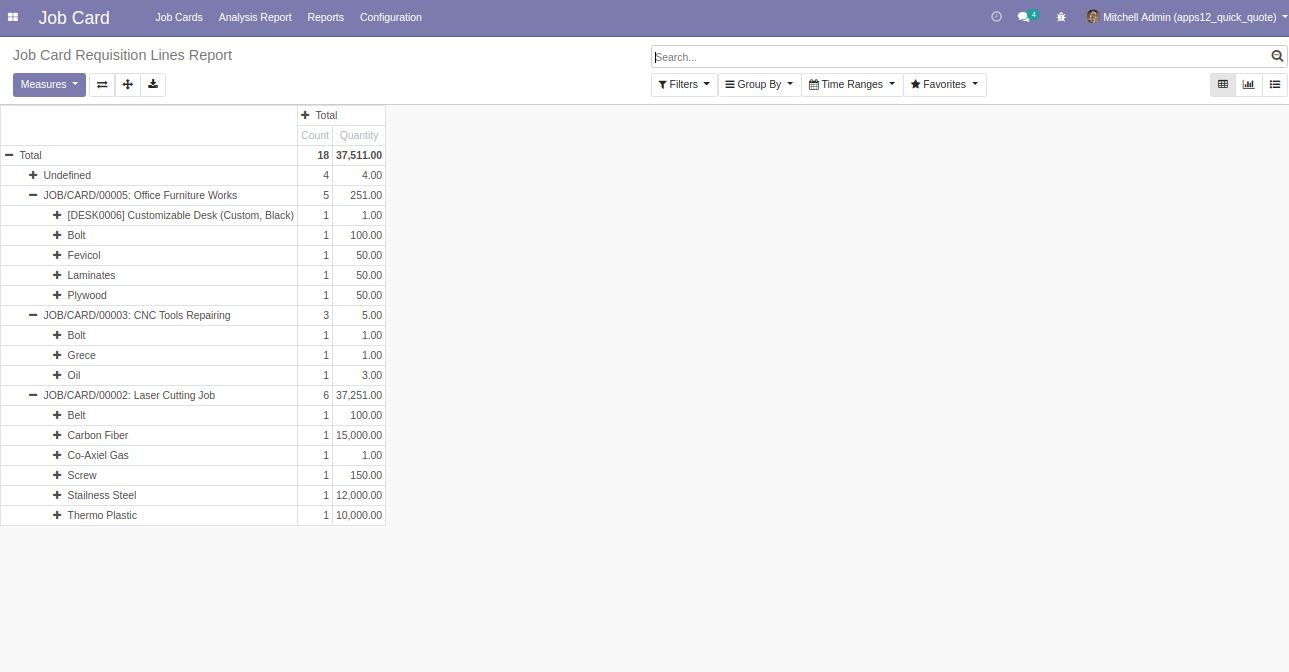 Job Card Job Cards Analysis Report Reports Configuration 4 Mitchell Admin (apps12_quick_quote)
Job Card Requisition Lines Report
Search...
Measures Filters Group By Time Ranges Favorites
Total
Count Quantity
Total 18 37,511.00
Undefined 4 4.00
JOB/CARD/00005: Office Furniture Works 5 251.00
[DESK0006] Customizable Desk (Custom, Black) 1 1.00
Bolt 1 100.00
Fevicol 1 50.00
Laminates 1 50.00
Plywood 1 50.00
JOB/CARD/00003: CNC Tools Repairing 3 5.00
Bolt 1 1.00
Grece 1 1.00
Oil 1 3.00
JOB/CARD/00002: Laser Cutting Job 6 37,251.00
Belt 1 100.00
Carbon Fiber 1 15,000.00
Co-Axiel Gas 1 1.00
Screw 1 150.00
Stailness Steel 1 12,000.00
Thermo Plastic 1 10,000.00